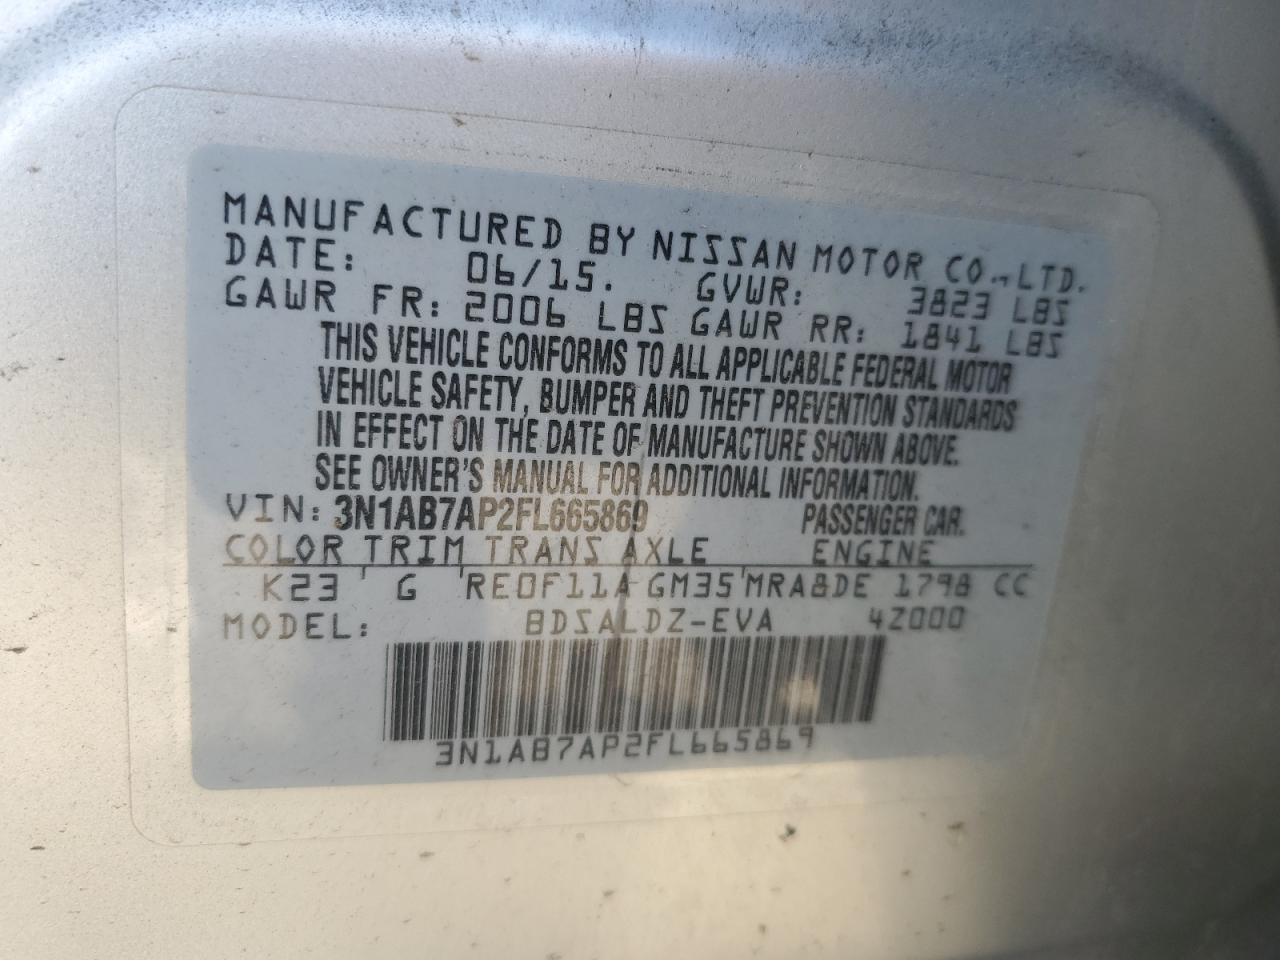 MANUFACTURED BY NISSAN MOTOR CO.,LTD.
DATE: 06/15. GVWR: 3823 LBS
GAWR FR: 2006 LBS GAWR RR: 1841 LBS
THIS VEHICLE CONFORMS TO ALL APPLICABLE FEDERAL MOTOR
VEHICLE SAFETY, BUMPER AND THEFT PREVENTION STANDARDS
IN EFFECT ON THE DATE OF MANUFACTURE SHOWN ABOVE.
SEE OWNER'S MANUAL FOR ADDITIONAL INFORMATION.
VIN: 3N1AB7AP2FL665869 PASSENGER CAR.
COLOR TRIM TRANS AXLE ENGINE
K23 G RE0F11A GM35 MRA8DE 1798 CC
MODEL: BDSALDZ-EVA 4Z000
3N1AB7AP2FL665869